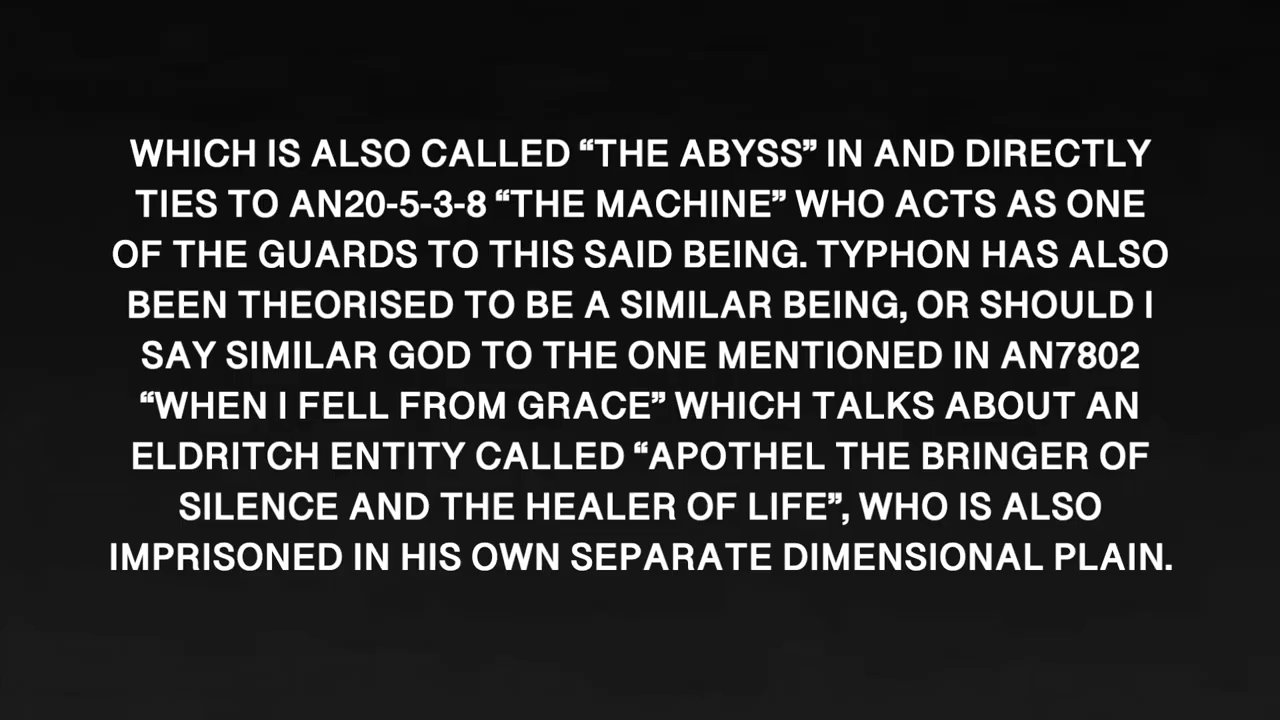 WHICH IS ALSO CALLED “THE ABYSS” IN AND DIRECTLY
TIES TO AN20-5-3-8 “THE MACHINE” WHO ACTS AS ONE
OF THE GUARDS TO THIS SAID BEING. TYPHON HAS ALSO
BEEN THEORISED TO BE A SIMILAR BEING, OR SHOULD I
SAY SIMILAR GOD TO THE ONE MENTIONED IN AN7802
“WHEN I FELL FROM GRACE” WHICH TALKS ABOUT AN
ELDRITCH ENTITY CALLED “APOTHEL THE BRINGER OF
SILENCE AND THE HEALER OF LIFE”, WHO IS ALSO
IMPRISONED IN HIS OWN SEPARATE DIMENSIONAL PLAIN.